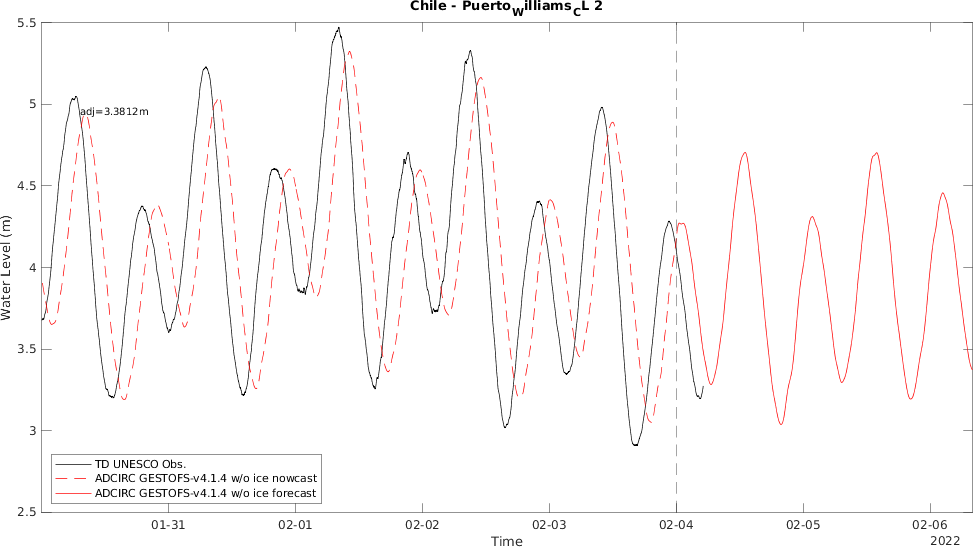 Chile - PuertoWilliamsCL 2
5.5
5
4.5
4
3.5
3
2.5
Water Level (m)
adj=3.3812m
TD UNESCO Obs.
ADCIRC GESTOFS-v4.1.4 w/o ice nowcast
ADCIRC GESTOFS-v4.1.4 w/o ice forecast
01-31 02-01 02-02 02-03 02-04 02-05 02-06
Time
2022